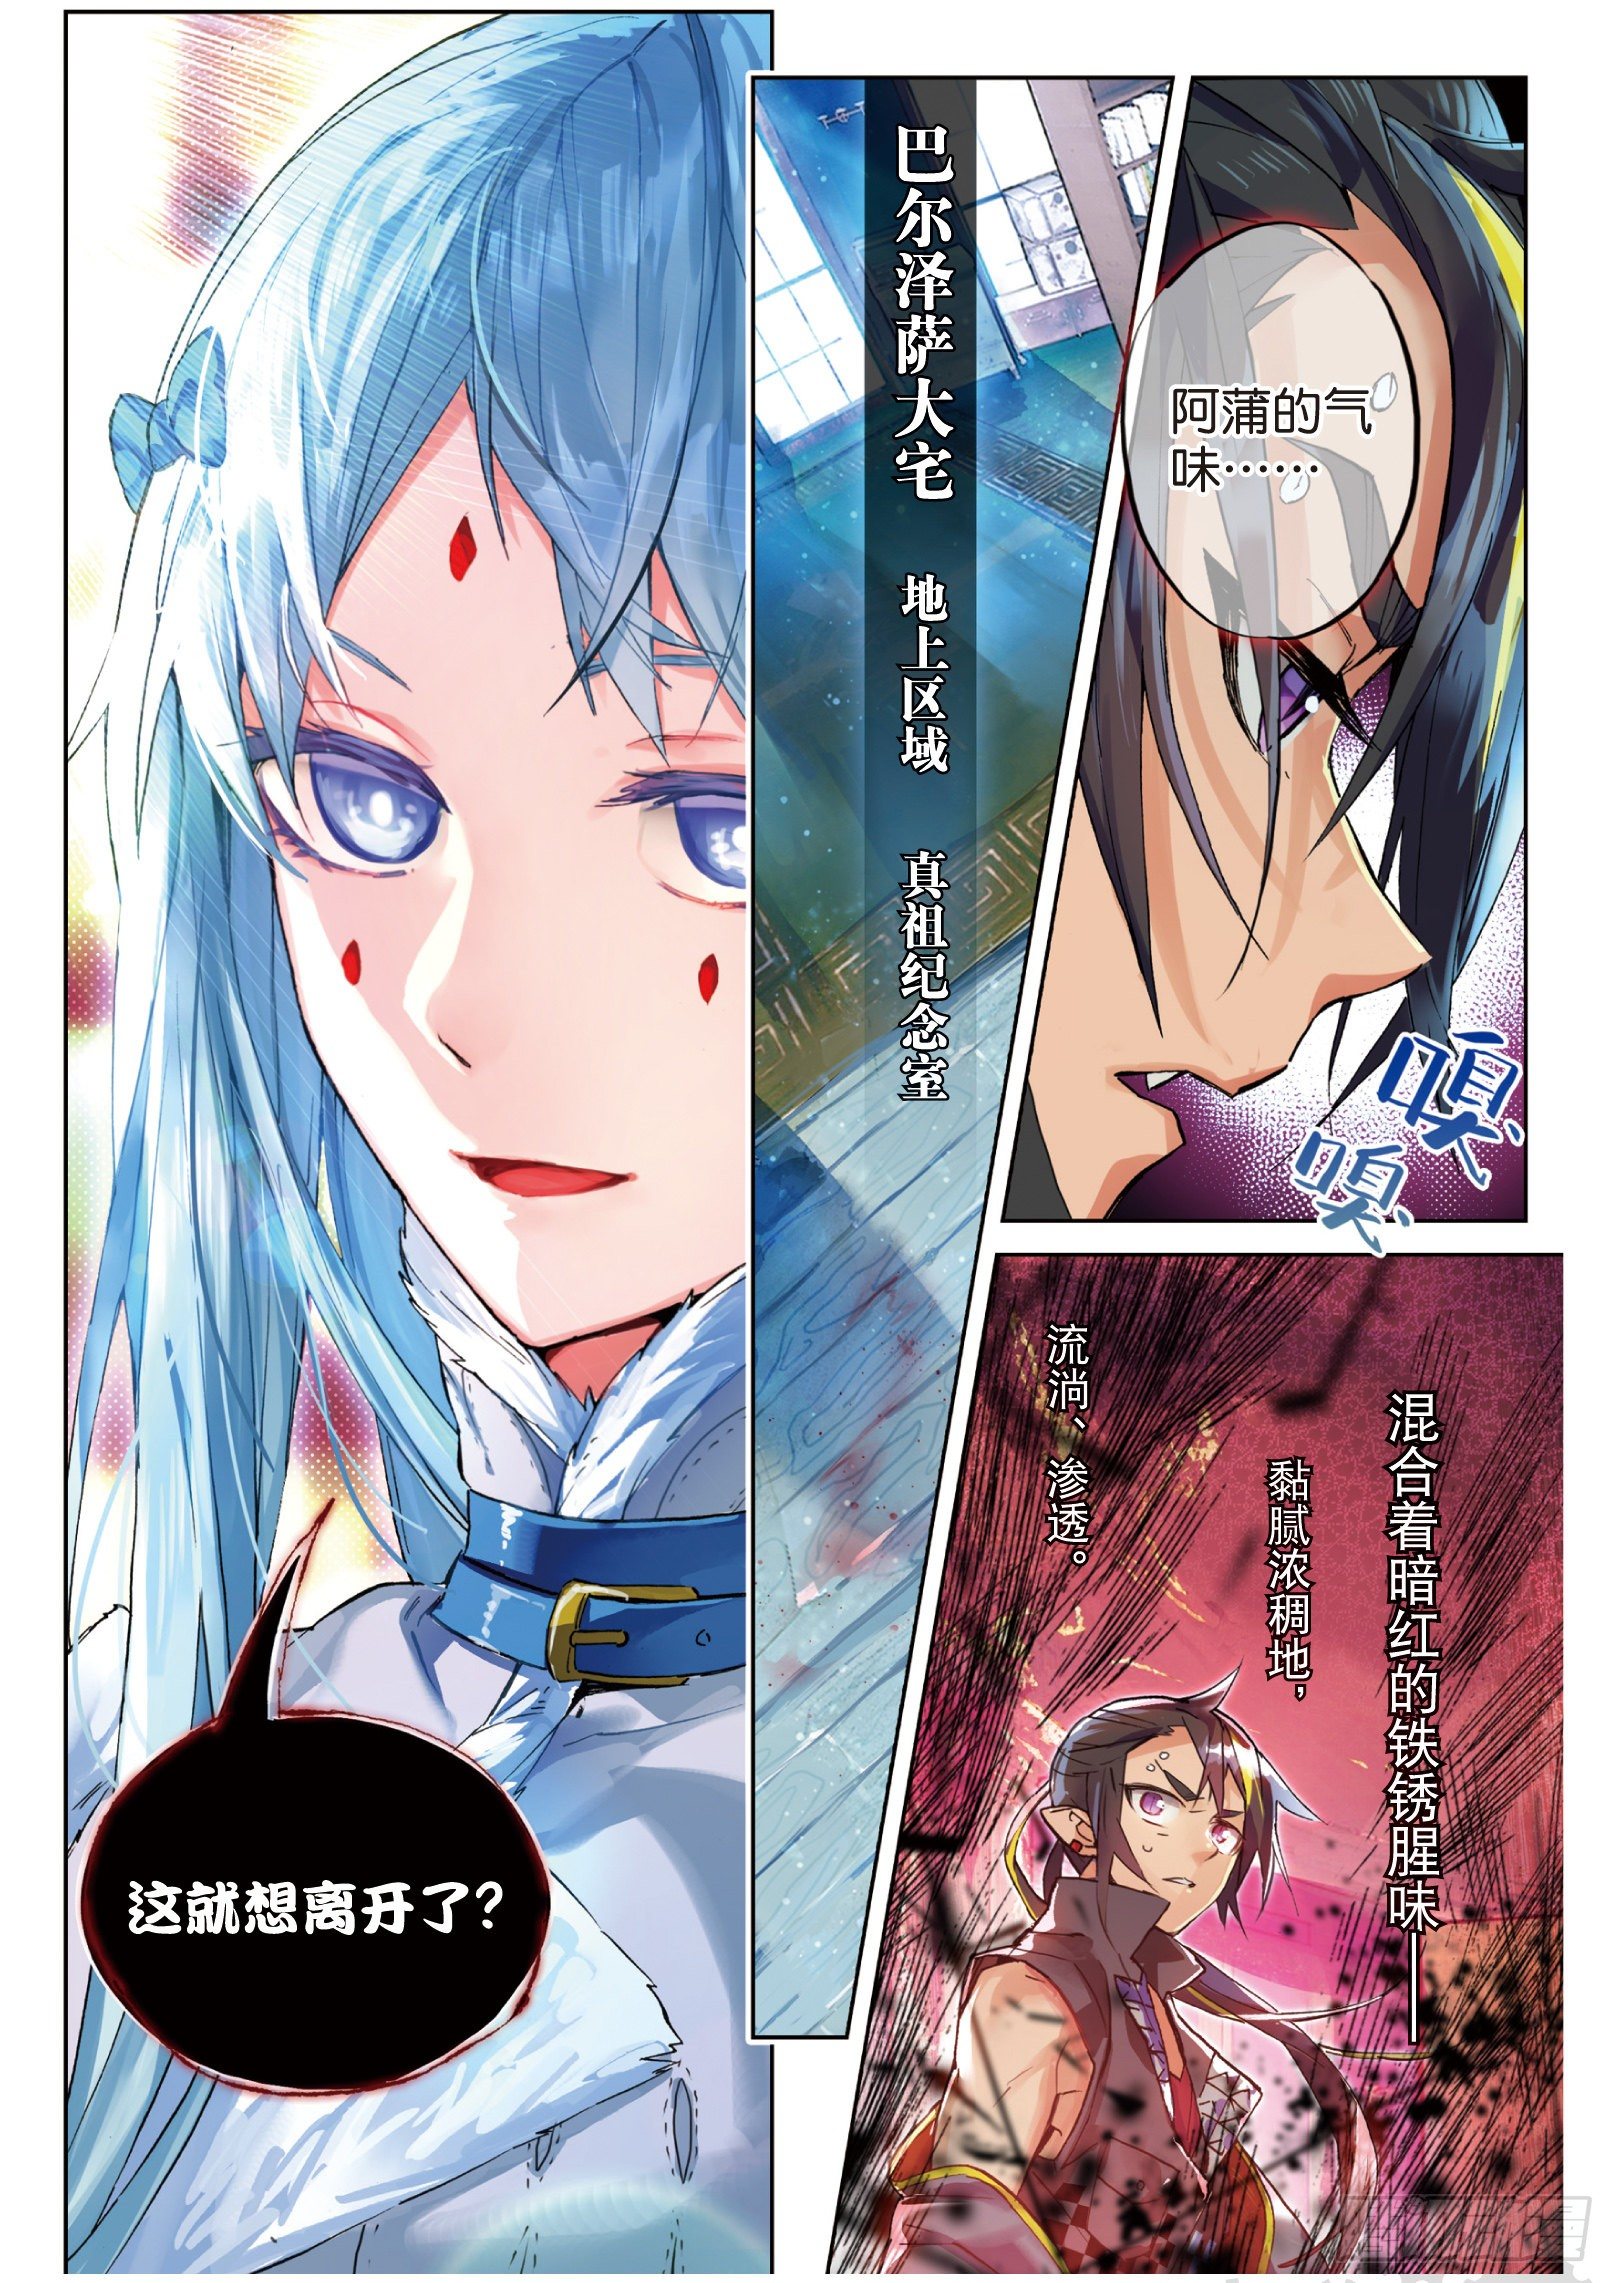 阿蒲的气
味……
嗅
嗅
巴尔泽萨大宅 地上区域 真祖纪念室
混合着暗红的铁锈腥味——
黏腻浓稠地，
流淌、渗透。
这就想离开了？